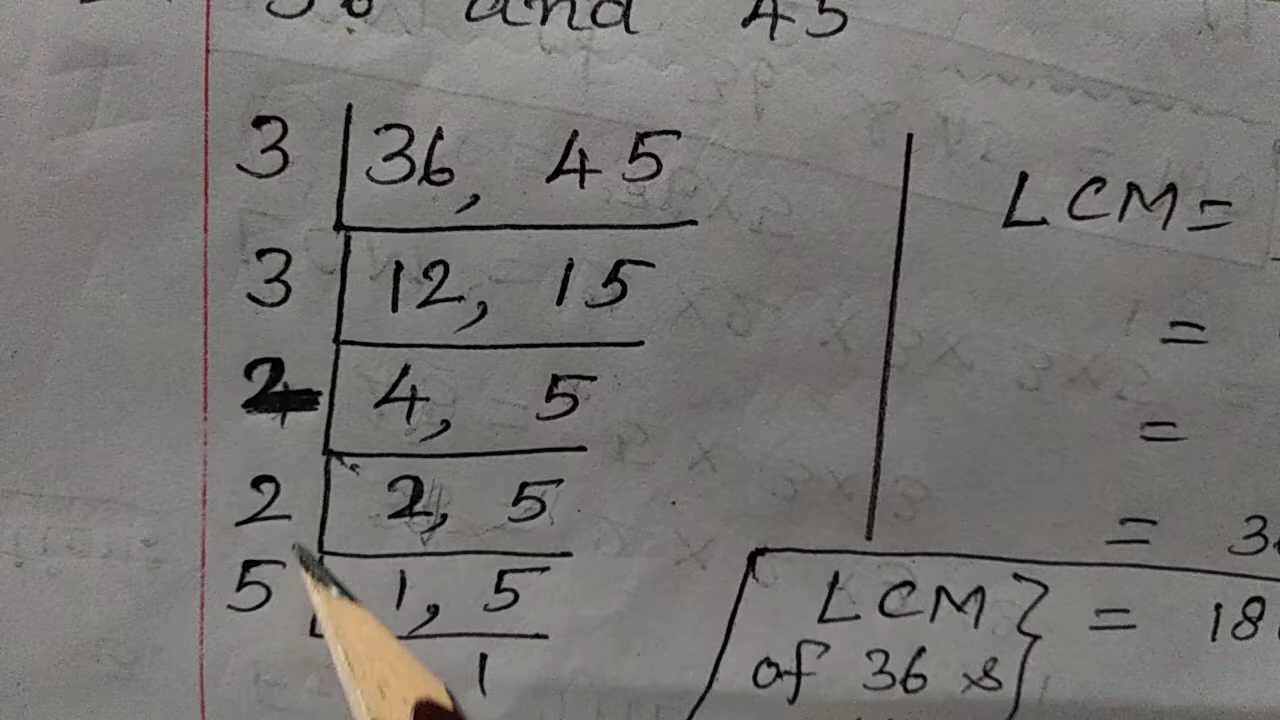 and 45
3 36, 45
3 12, 15
2 4, 5
2 2, 5
5 1, 5
1
LCM =
=
=
= 3
LCM } = 18
of 36 &